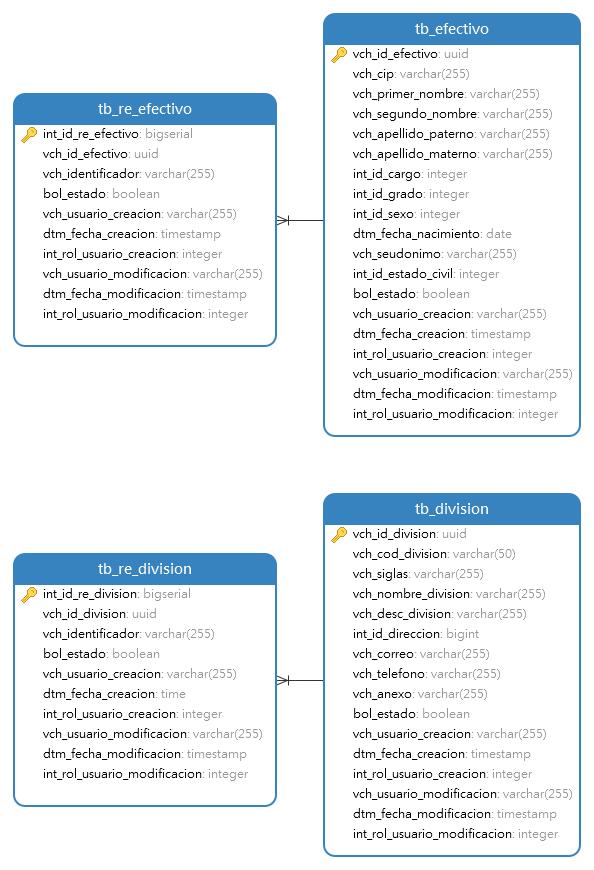 tb_efectivo
vch_id_efectivo: uuid
vch_cip: varchar(255)
vch_primer_nombre: varchar(255)
vch_segundo_nombre: varchar(255)
vch_apellido_paterno: varchar(255)
vch_apellido_materno: varchar(255)
int_id_cargo: integer
int_id_grado: integer
int_id_sexo: integer
dtm_fecha_nacimiento: date
vch_seudonimo: varchar(255)
int_id_estado_civil: integer
bol_estado: boolean
vch_usuario_creacion: varchar(255)
dtm_fecha_creacion: timestamp
int_rol_usuario_creacion: integer
vch_usuario_modificacion: varchar(255)
dtm_fecha_modificacion: timestamp
int_rol_usuario_modificacion: integer
tb_re_efectivo
int_id_re_efectivo: bigserial
vch_id_efectivo: uuid
vch_identificador: varchar(255)
bol_estado: boolean
vch_usuario_creacion: varchar(255)
dtm_fecha_creacion: timestamp
int_rol_usuario_creacion: integer
vch_usuario_modificacion: varchar(255)
dtm_fecha_modificacion: timestamp
int_rol_usuario_modificacion: integer
tb_division
vch_id_division: uuid
vch_cod_division: varchar(50)
vch_siglas: varchar(255)
vch_nombre_division: varchar(255)
vch_desc_division: varchar(255)
int_id_direccion: bigint
vch_correo: varchar(255)
vch_telefono: varchar(255)
vch_anexo: varchar(255)
bol_estado: boolean
vch_usuario_creacion: varchar(255)
dtm_fecha_creacion: timestamp
int_rol_usuario_creacion: integer
vch_usuario_modificacion: varchar(255)
dtm_fecha_modificacion: timestamp
int_rol_usuario_modificacion: integer
tb_re_division
int_id_re_division: bigserial
vch_id_division: uuid
vch_identificador: varchar(255)
bol_estado: boolean
vch_usuario_creacion: varchar(255)
dtm_fecha_creacion: time
int_rol_usuario_creacion: integer
vch_usuario_modificacion: varchar(255)
dtm_fecha_modificacion: timestamp
int_rol_usuario_modificacion: integer